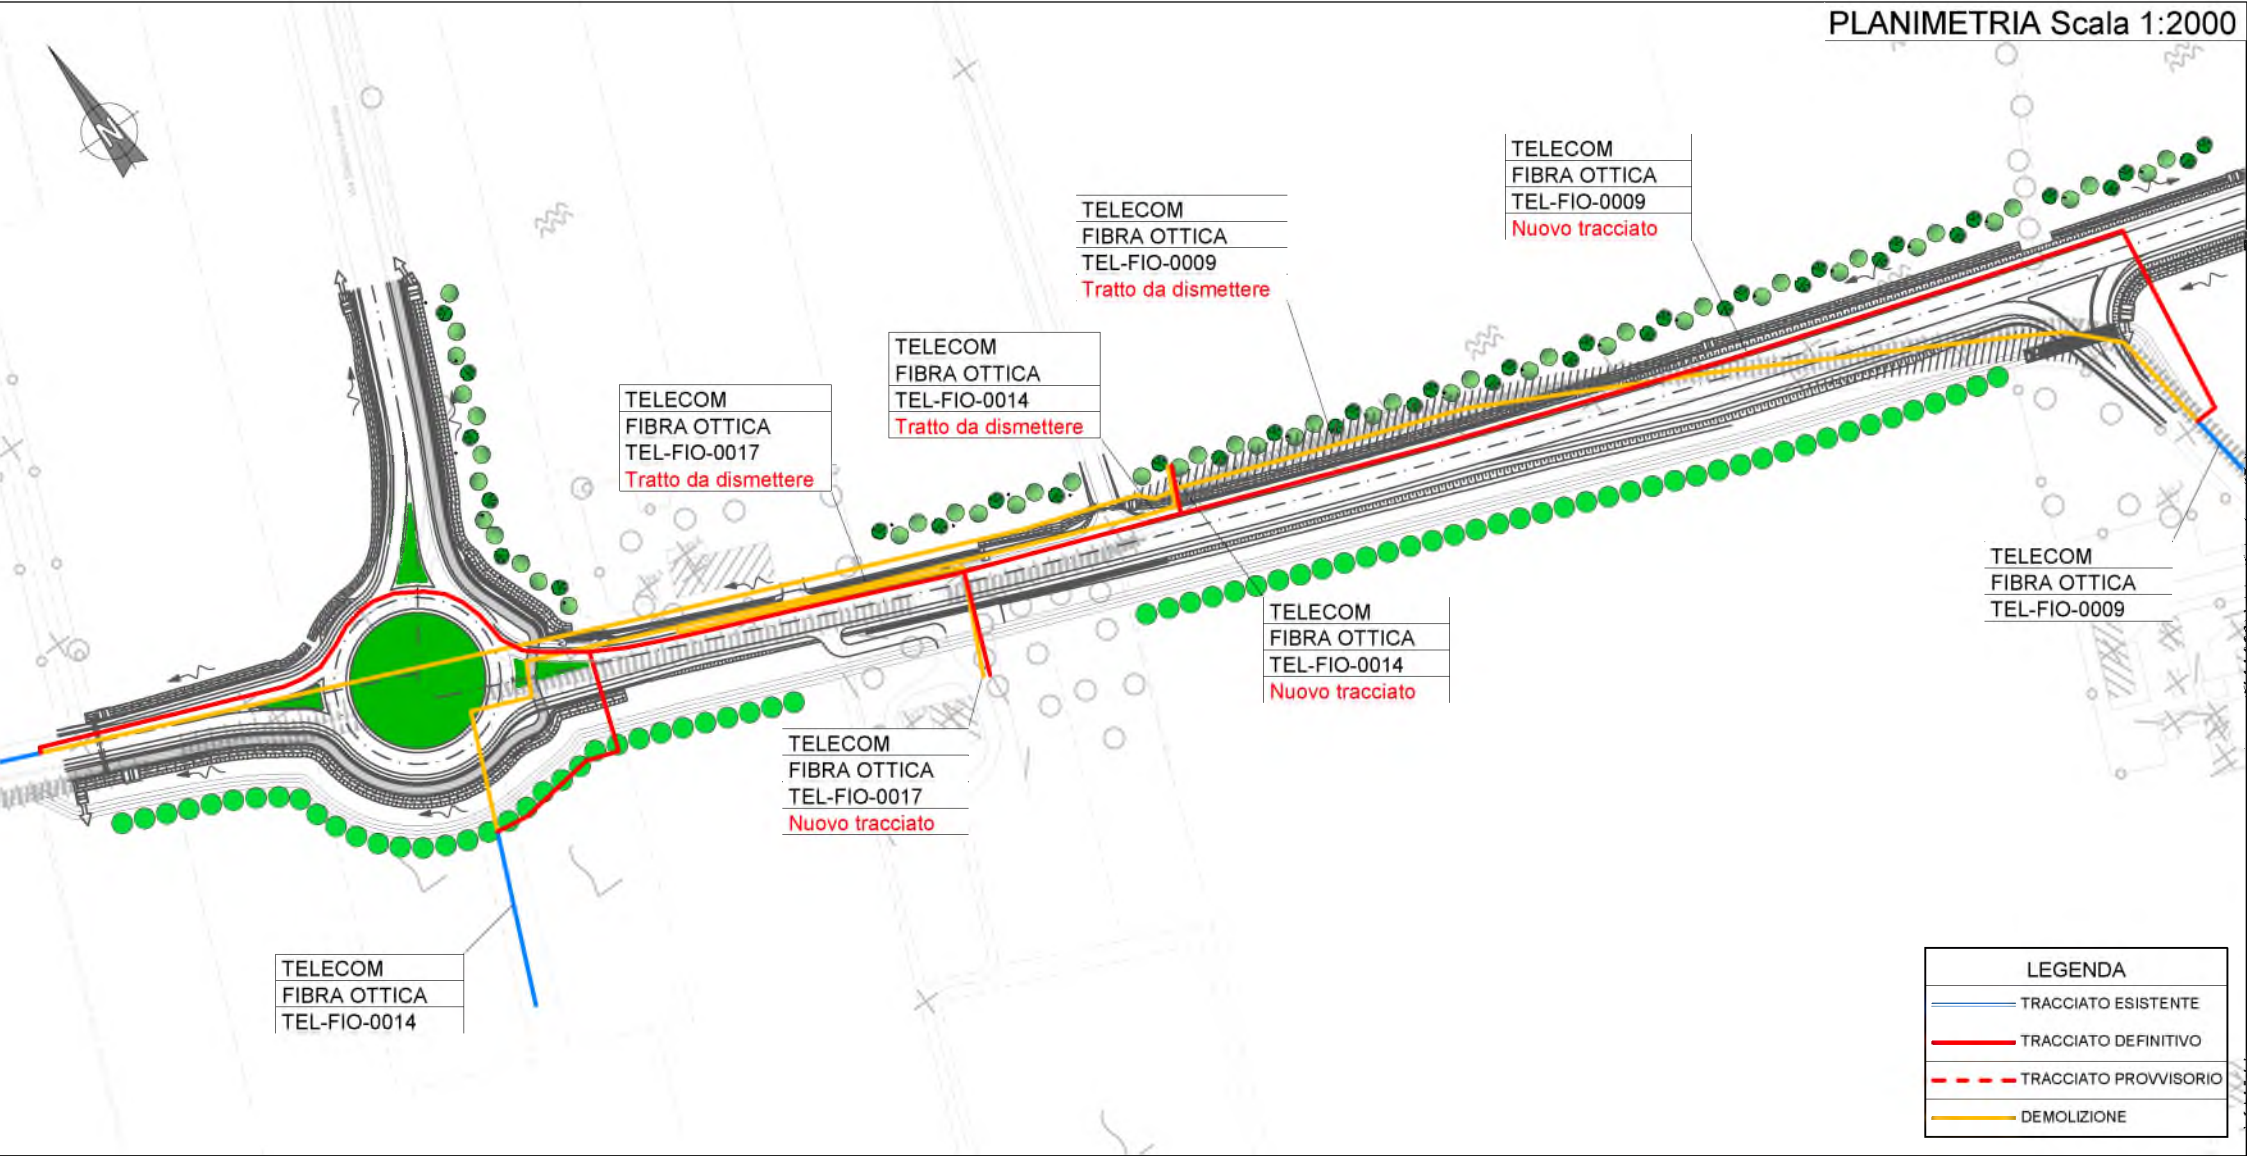 PLANIMETRIA Scala 1:2000
N
TELECOM
FIBRA OTTICA
TEL-FIO-0009
Nuovo tracciato
TELECOM
FIBRA OTTICA
TEL-FIO-0009
Tratto da dismettere
TELECOM
FIBRA OTTICA
TEL-FIO-0014
Tratto da dismettere
TELECOM
FIBRA OTTICA
TEL-FIO-0017
Tratto da dismettere
TELECOM
FIBRA OTTICA
TEL-FIO-0009
TELECOM
FIBRA OTTICA
TEL-FIO-0014
Nuovo tracciato
TELECOM
FIBRA OTTICA
TEL-FIO-0017
Nuovo tracciato
TELECOM
FIBRA OTTICA
TEL-FIO-0014
LEGENDA
TRACCIATO ESISTENTE
TRACCIATO DEFINITIVO
TRACCIATO PROVVISORIO
DEMOLIZIONE